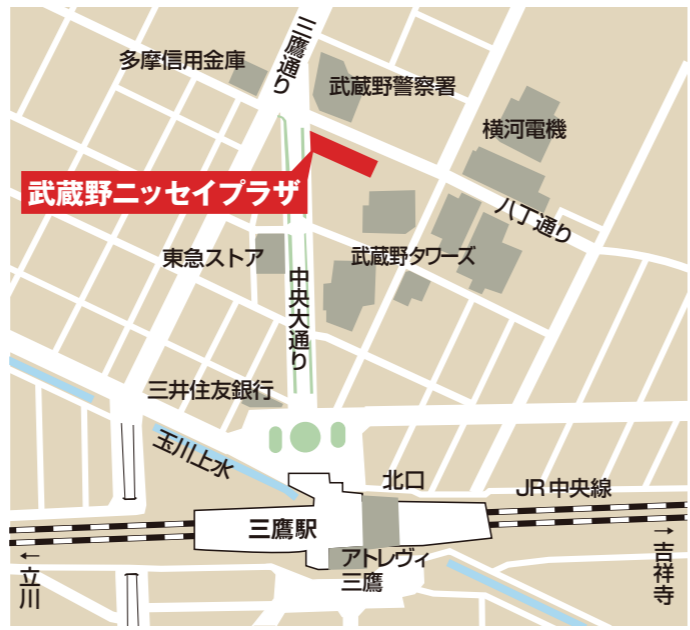 三鷹通り
多摩信用金庫
武蔵野警察署
横河電機
武蔵野ニッセイプラザ
八丁通り
東急ストア
中央大通り
武蔵野タワーズ
三井住友銀行
玉川上水
北口
JR中央線
三鷹駅
アトレヴィ
三鷹
←立川
→吉祥寺